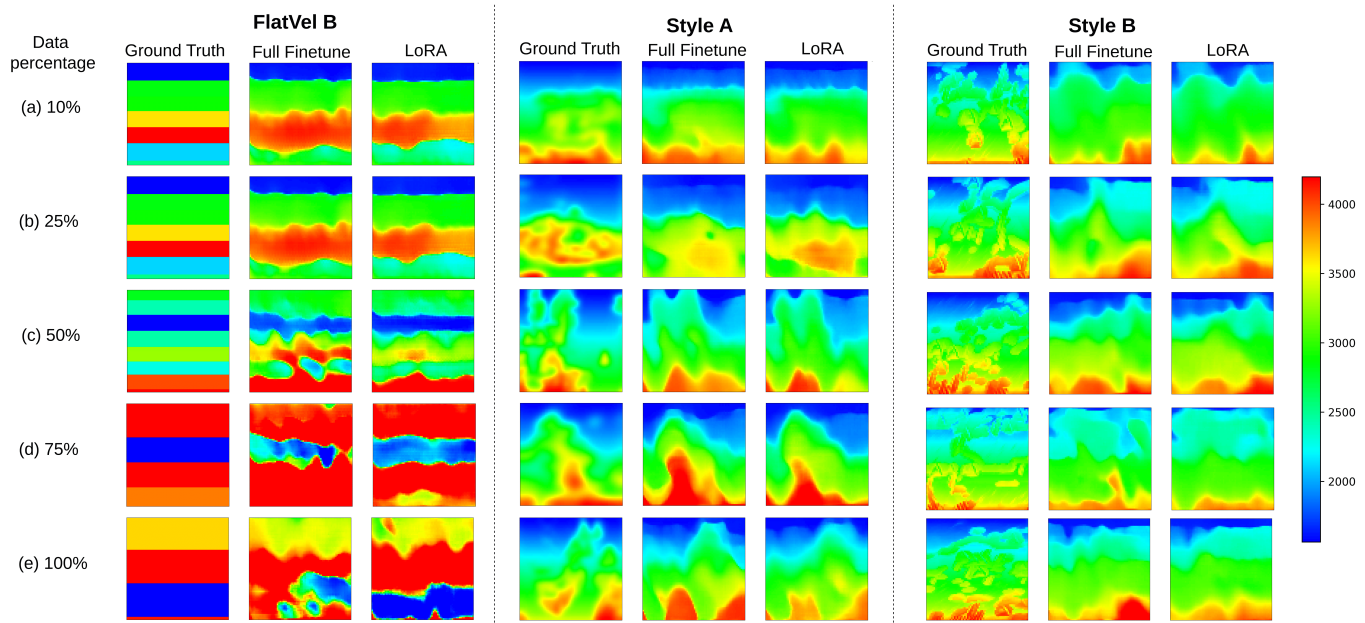 FlatVel B
Style A
Style B
Data
percentage
Ground Truth
Full Finetune
LoRA
Ground Truth
Full Finetune
LoRA
Ground Truth
Full Finetune
LoRA
(a) 10%
(b) 25%
(c) 50%
(d) 75%
(e) 100%
4000
3500
3000
2500
2000